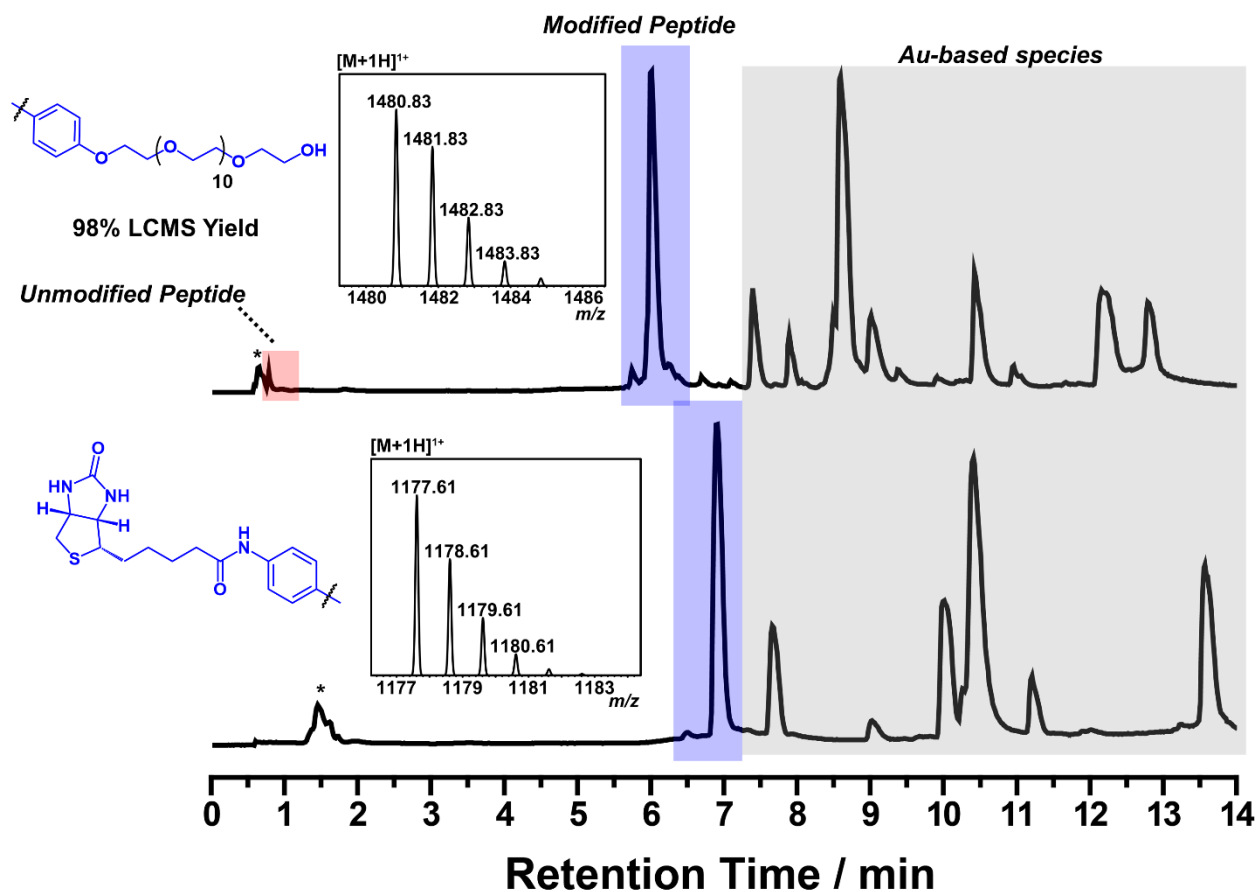 Modified Peptide
Au-based species
[M+1H]¹⁺
1480.83
1481.83
1482.83
1483.83
1480 1482 1484 1486
m/z
O
O
O
OH
10
98% LCMS Yield
Unmodified Peptide
*
[M+1H]¹⁺
1177.61
1178.61
1179.61
1180.61
1177 1179 1181 1183
m/z
O
HN NH
H
H
S
H
N
O
*
0 1 2 3 4 5 6 7 8 9 10 11 12 13 14
Retention Time / min